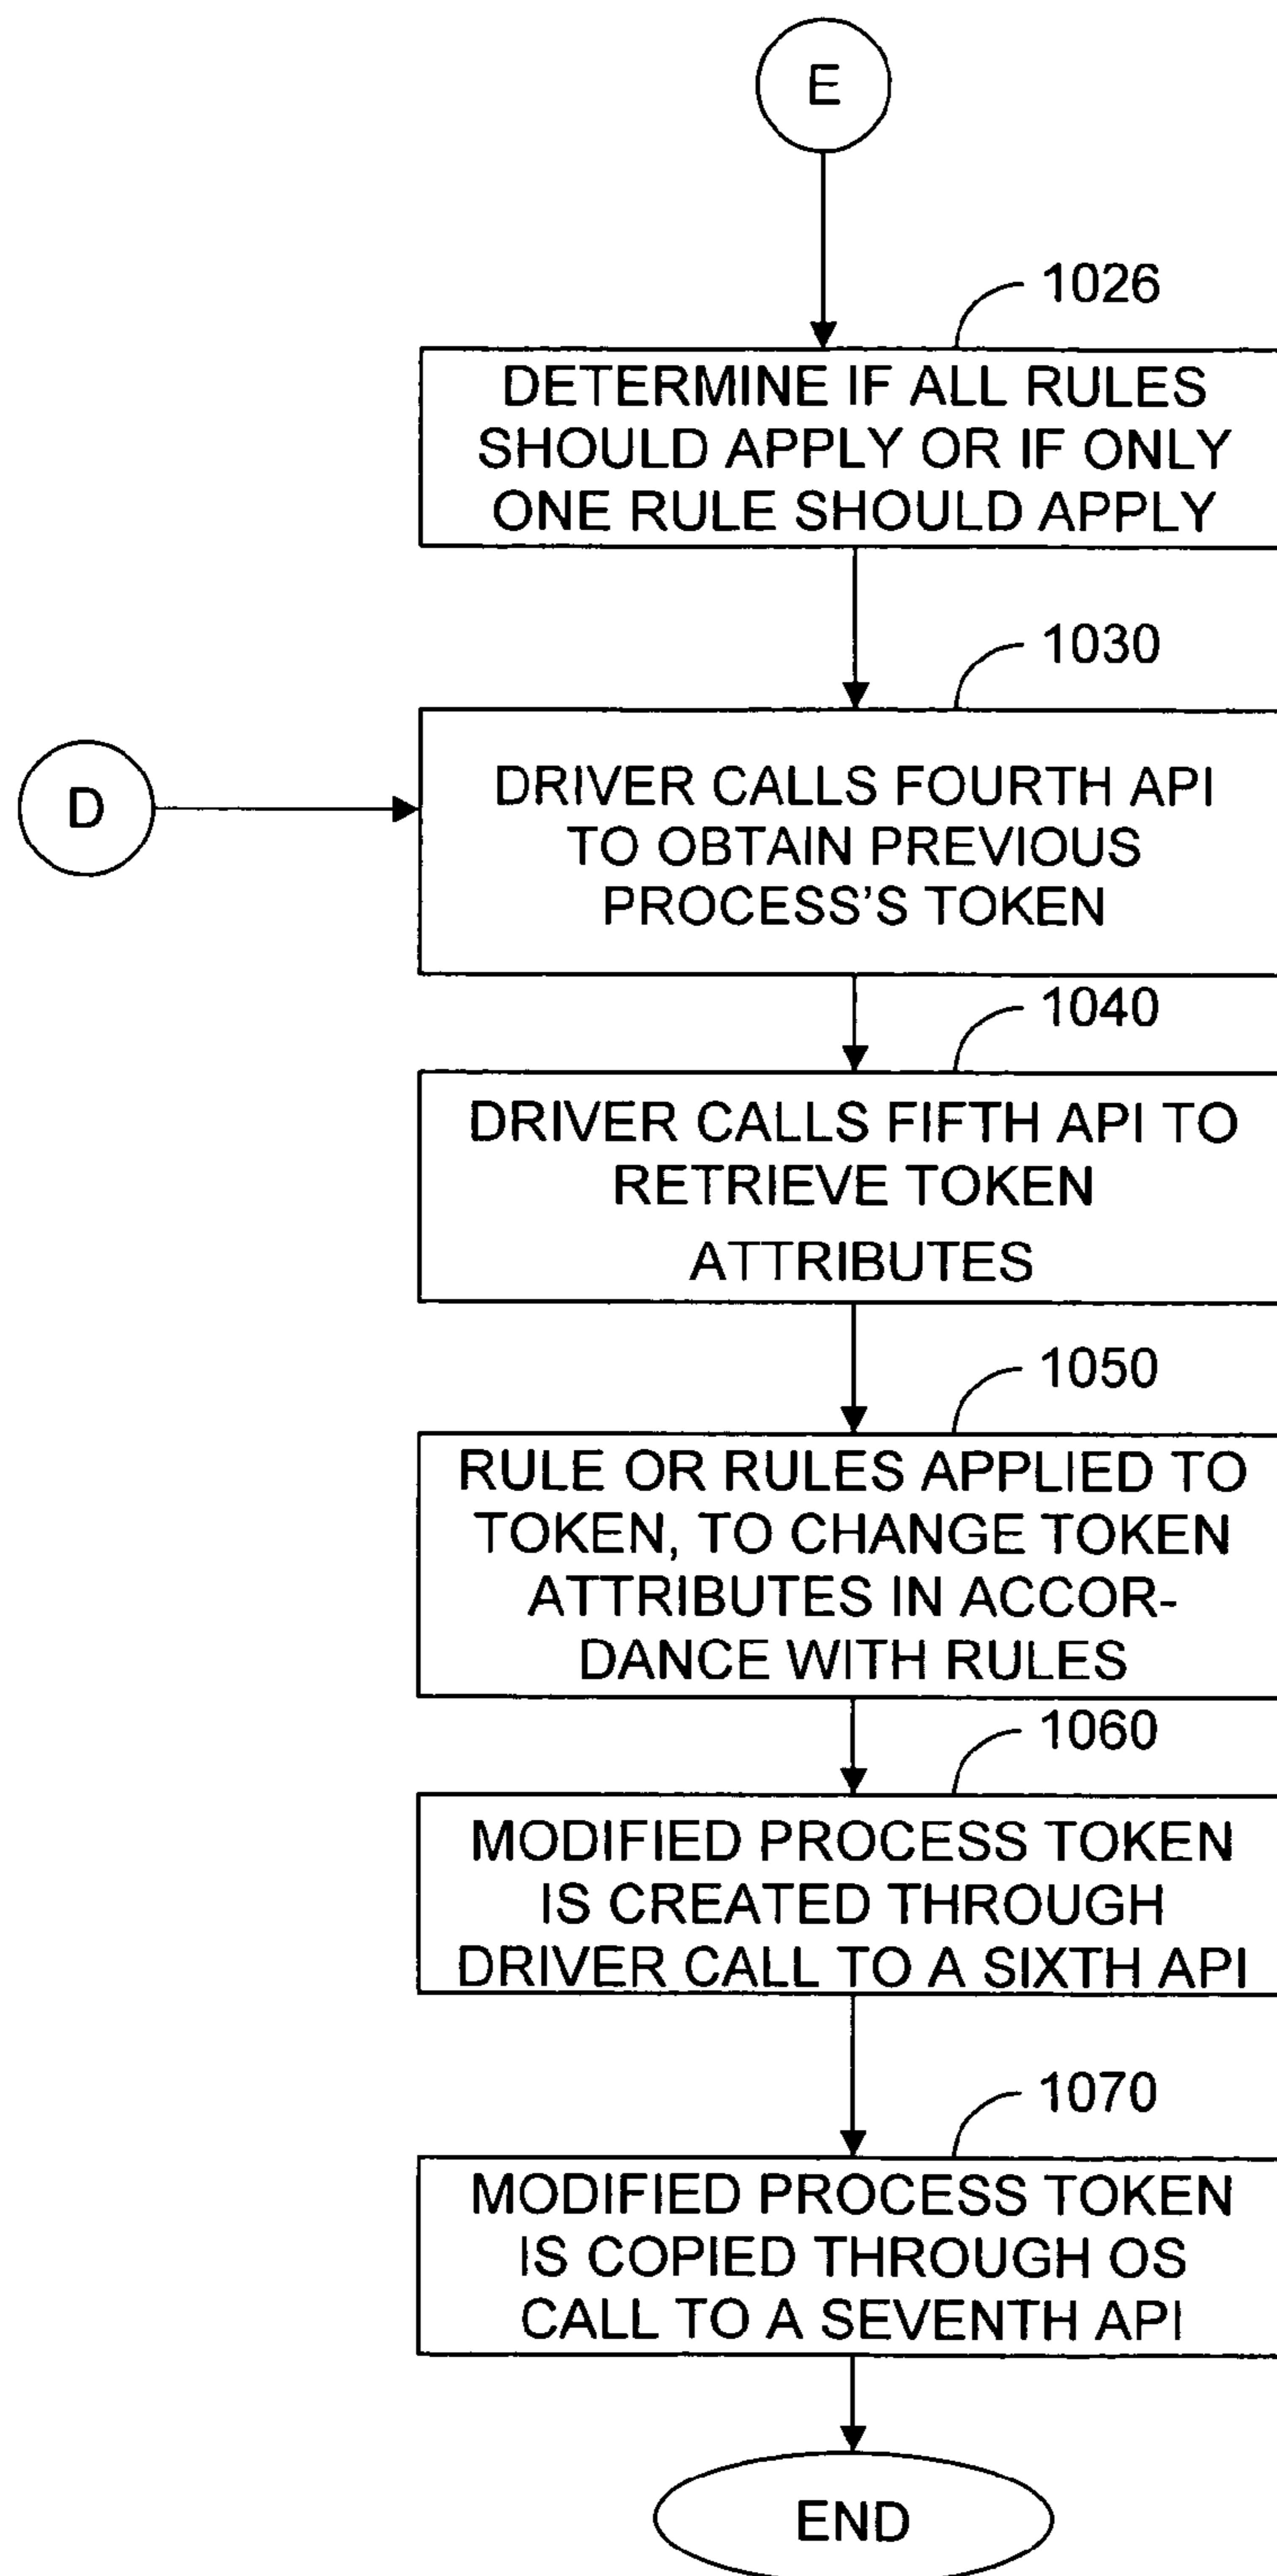 E
1026
DETERMINE IF ALL RULES
SHOULD APPLY OR IF ONLY
ONE RULE SHOULD APPLY
1030
D
DRIVER CALLS FOURTH API
TO OBTAIN PREVIOUS
PROCESS'S TOKEN
1040
DRIVER CALLS FIFTH API TO
RETRIEVE TOKEN
ATTRIBUTES
1050
RULE OR RULES APPLIED TO
TOKEN, TO CHANGE TOKEN
ATTRIBUTES IN ACCOR-
DANCE WITH RULES
1060
MODIFIED PROCESS TOKEN
IS CREATED THROUGH
DRIVER CALL TO A SIXTH API
1070
MODIFIED PROCESS TOKEN
IS COPIED THROUGH OS
CALL TO A SEVENTH API
END